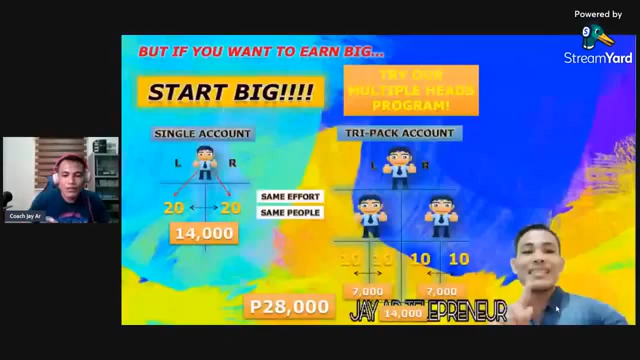 Powered by
StreamYard
BUT IF YOU WANT TO EARN BIG...
START BIG!!!!
TRY OUR
MULTIPLE HEADS
PROGRAM!
SINGLE ACCOUNT
TRI-PACK ACCOUNT
L R
L R
20 20
SAME EFFORT
SAME PEOPLE
14,000
10 10 10 10
7,000 7,000
14,000
P28,000
JAY
Coach Jay Ar